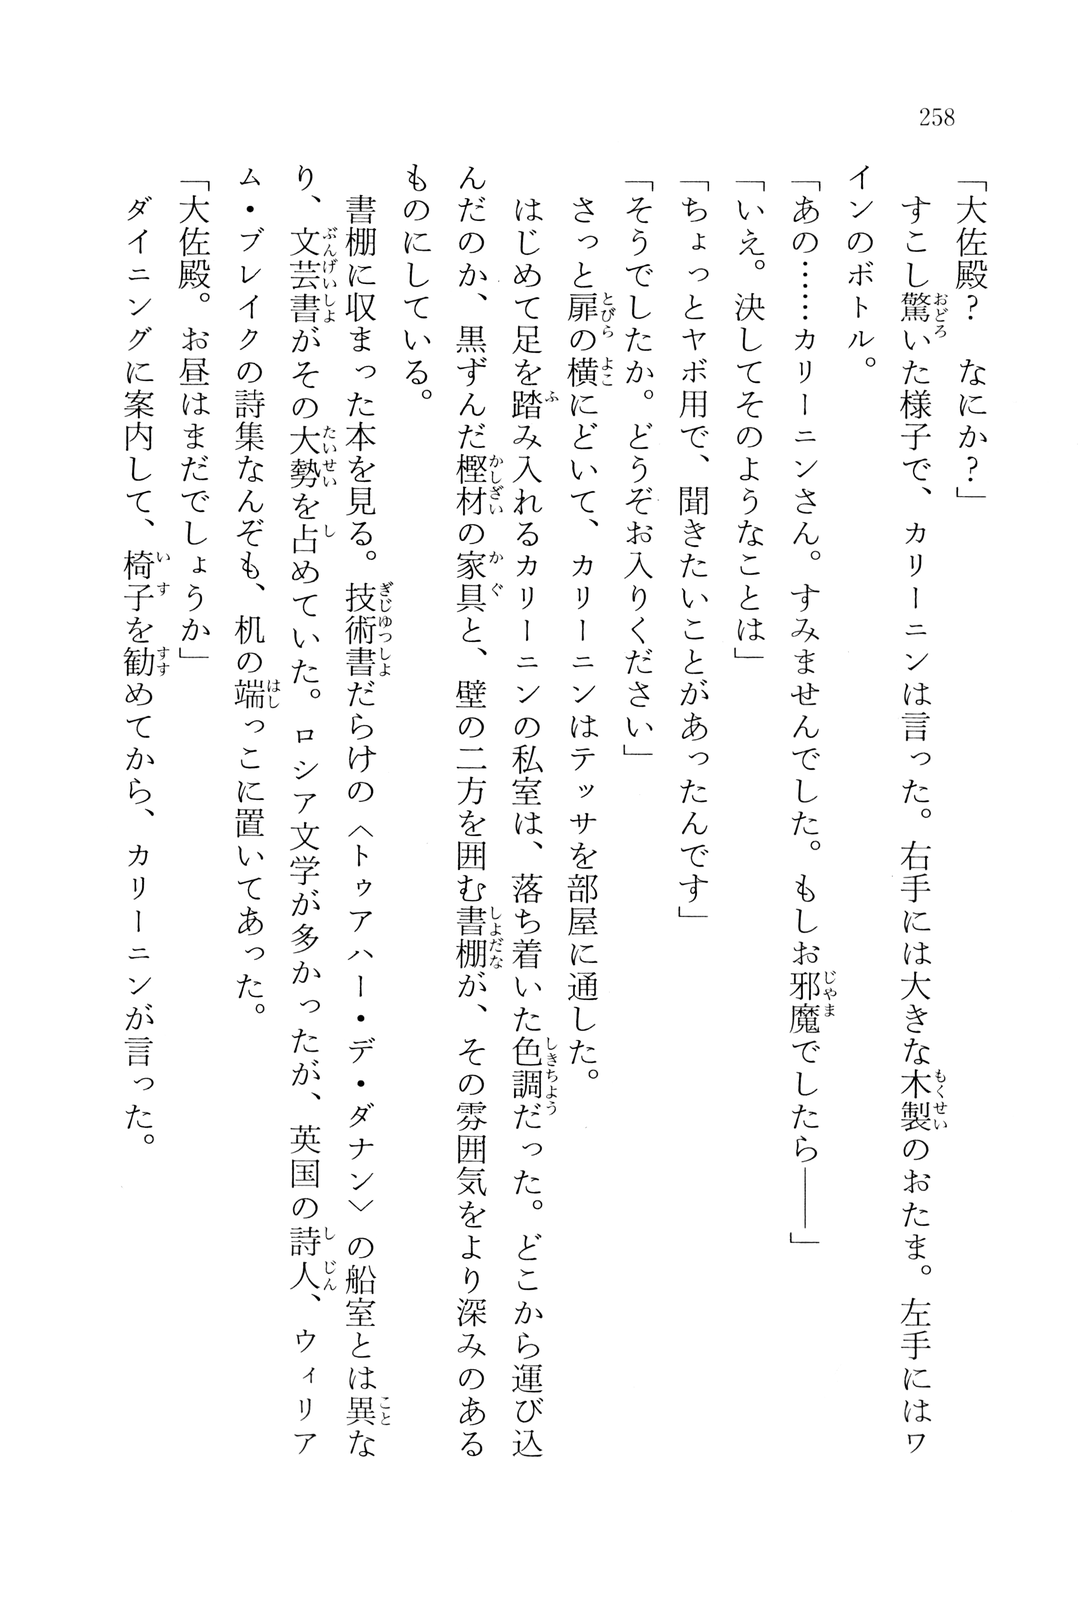 258
「大佐殿？　なにか？」
　すこし驚いた様子で、カリーニンは言った。右手には大きな木製のおたま。左手にはワ
インのボトル。
「あの……カリーニンさん。すみませんでした。もしお邪魔でしたら――」
「いえ。決してそのようなことは」
「ちょっとヤボ用で、聞きたいことがあったんです」
「そうでしたか。どうぞお入りください」
　さっと扉の横にどいて、カリーニンはテッサを部屋に通した。
　はじめて足を踏み入れるカリーニンの私室は、落ち着いた色調だった。どこから運び込
んだのか、黒ずんだ樫材の家具と、壁の二方を囲む書棚が、その雰囲気をより深みのある
ものにしている。
　書棚に収まった本を見る。技術書だらけの〈トゥアハー・デ・ダナン〉の船室とは異な
り、文芸書がその大勢を占めていた。ロシア文学が多かったが、英国の詩人、ウィリア
ム・ブレイクの詩集なんぞも、机の端っこに置いてあった。
「大佐殿。お昼はまだでしょうか」
　ダイニングに案内して、椅子を勧めてから、カリーニンが言った。